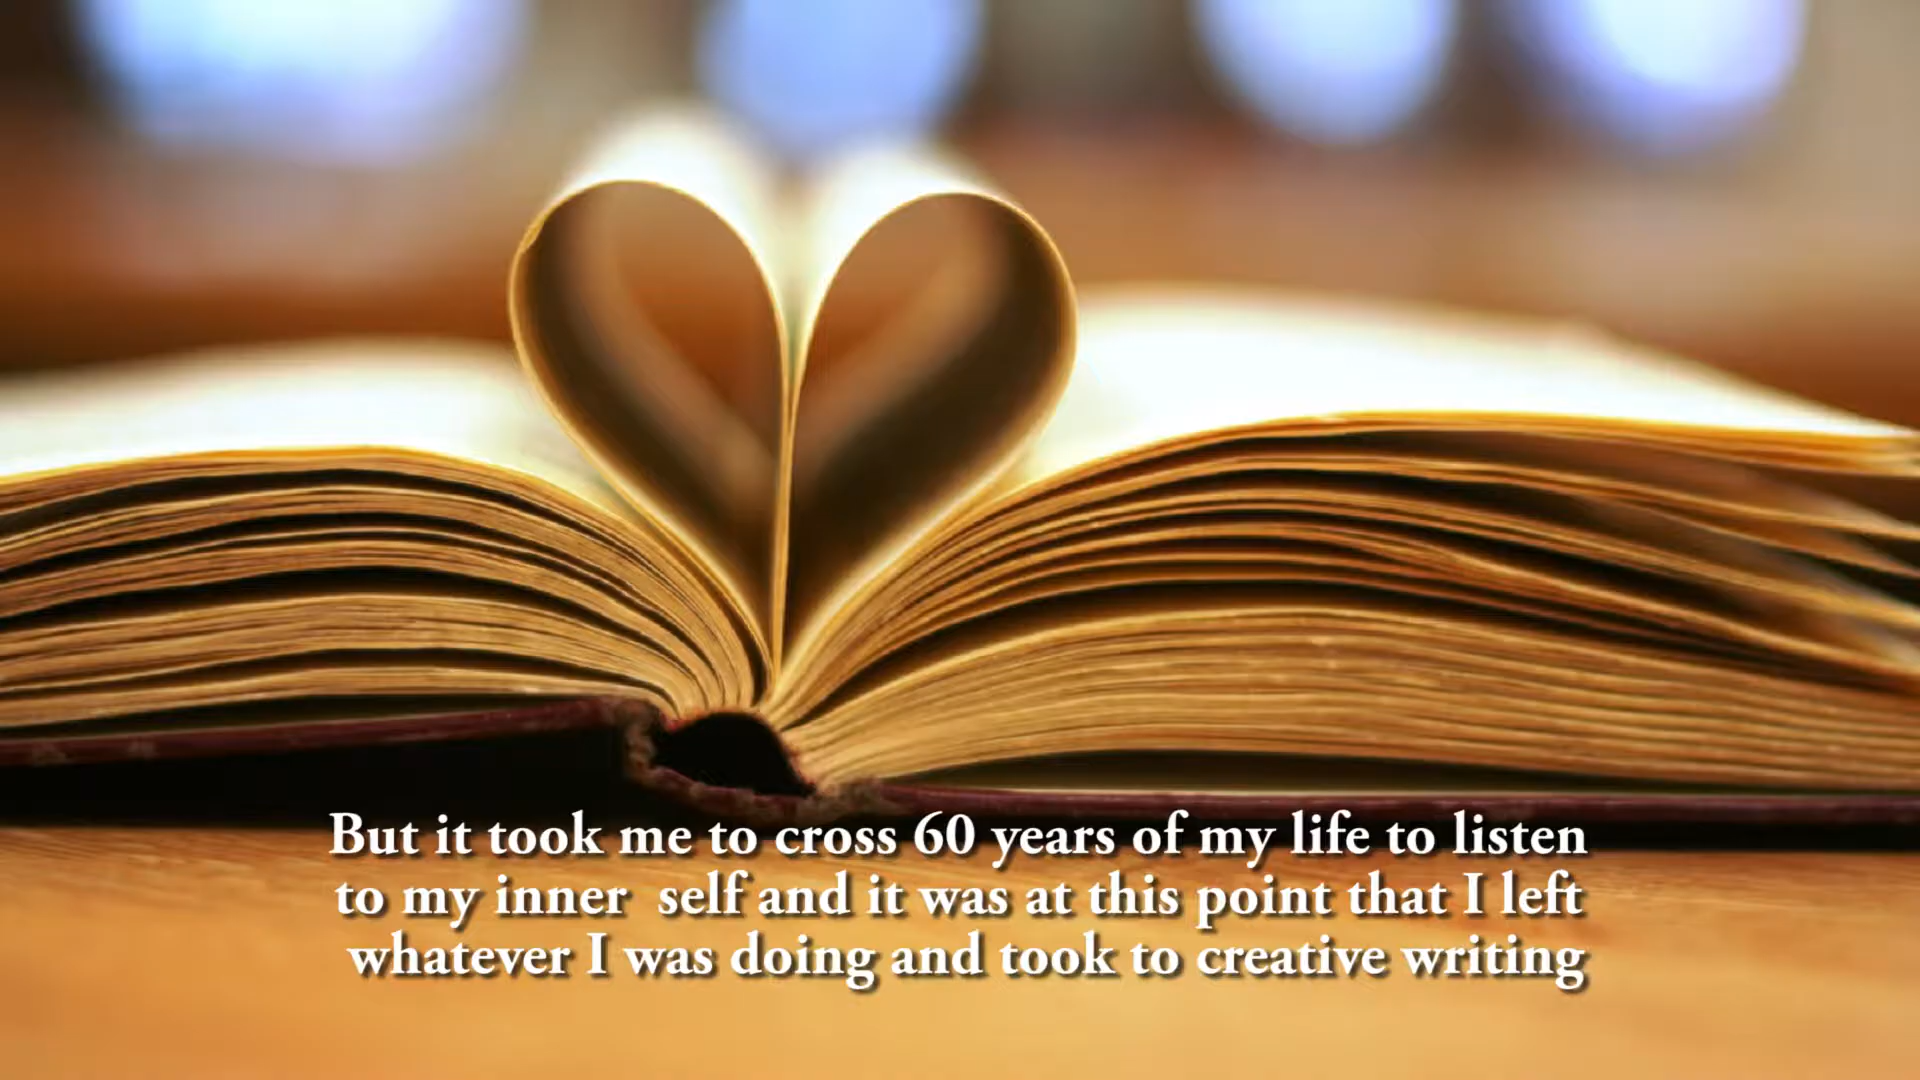 But it took me to cross 60 years of my life to listen
to my inner  self and it was at this point that I left
whatever I was doing and took to creative writing